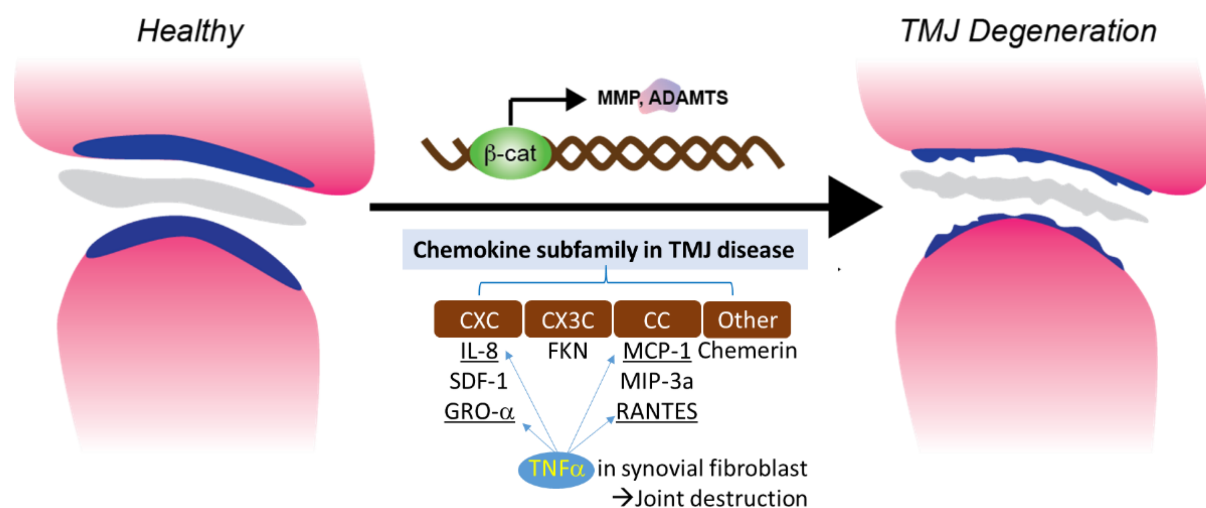 Healthy
TMJ Degeneration
MMP, ADAMTS
β-cat
Chemokine subfamily in TMJ disease
CXC CX3C CC Other
IL-8 FKN MCP-1 Chemerin
SDF-1 MIP-3a
GRO-α RANTES
TNFα in synovial fibroblast
→Joint destruction